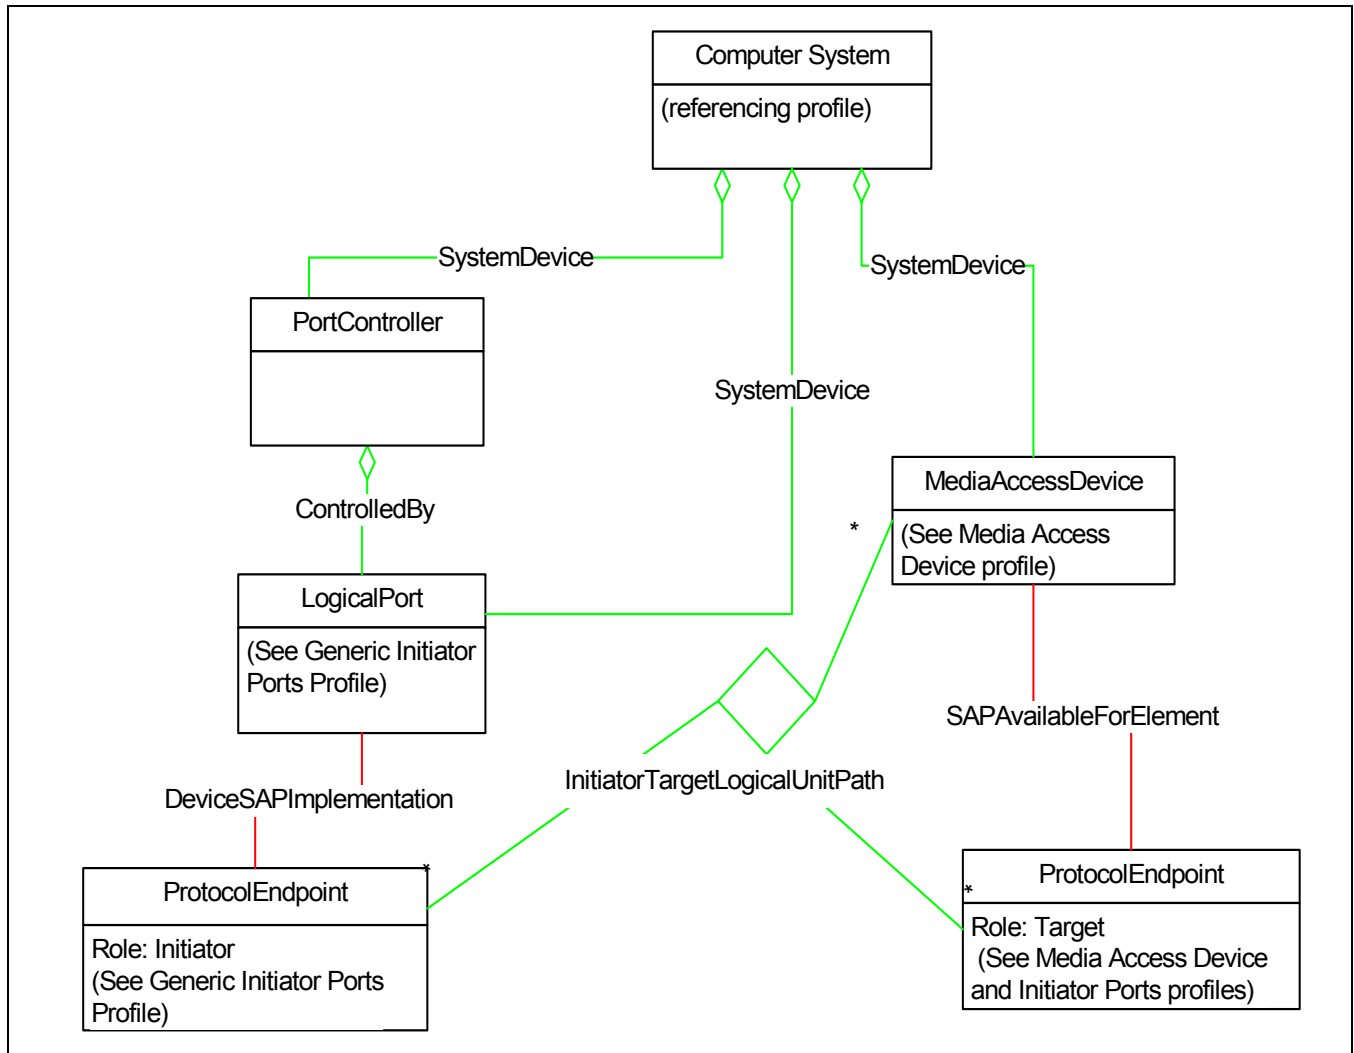 Computer System
(referencing profile)
SystemDevice
SystemDevice
PortController
SystemDevice
ControlledBy
MediaAccessDevice
*
(See Media Access
Device profile)
LogicalPort
(See Generic Initiator
Ports Profile)
SAPAvailableForElement
InitiatorTargetLogicalUnitPath
DeviceSAPImplementation
*
ProtocolEndpoint
Role: Initiator
(See Generic Initiator Ports
Profile)
ProtocolEndpoint
*
Role: Target
(See Media Access Device
and Initiator Ports profiles)